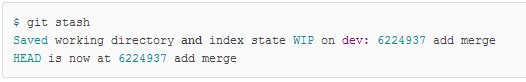 $ git stash
Saved working directory and index state WIP on dev: 6224937 add merge
HEAD is now at 6224937 add merge